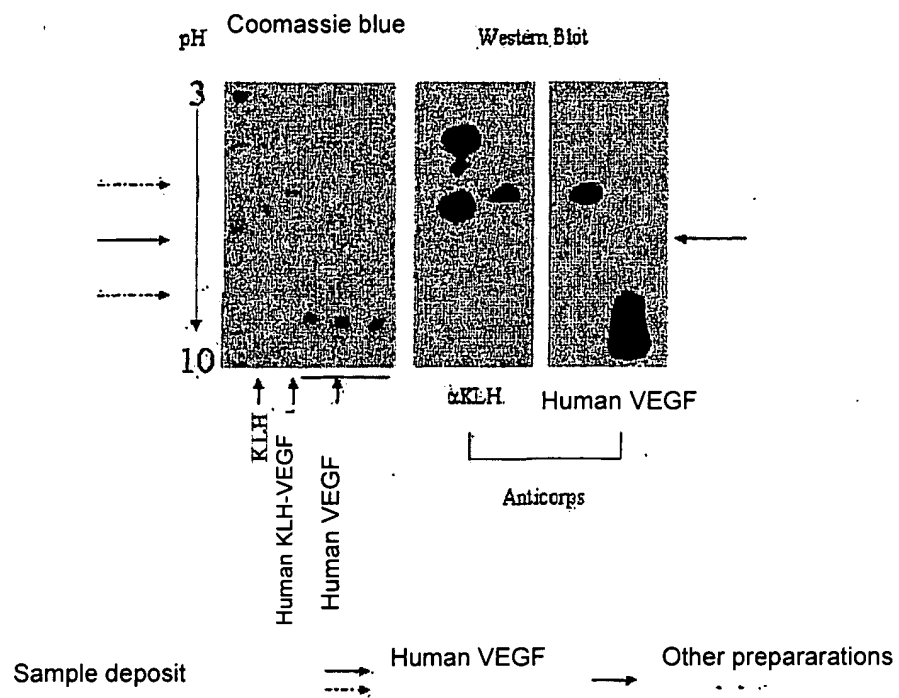 Coomassie blue
pH
Western Blot
3
10
KLH
Human KLH-VEGF
Human VEGF
αKLH.
Human VEGF
Anticorps
Sample deposit
Human VEGF
Other prepararations